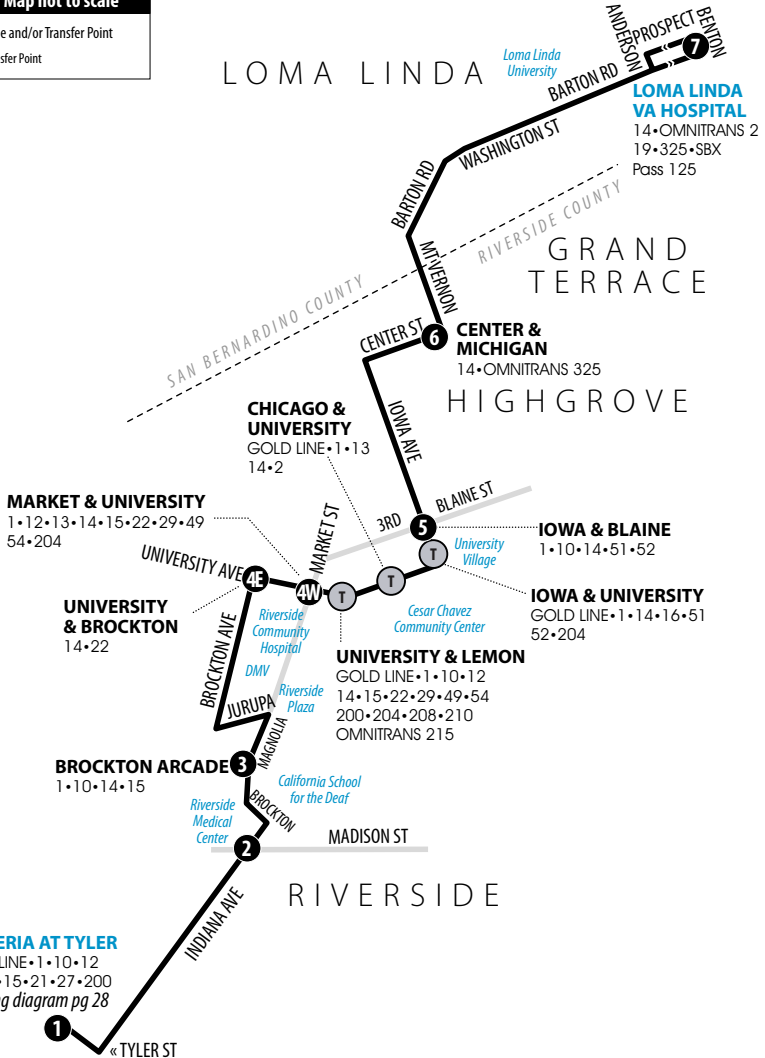 Map not to scale
e and/or Transfer Point
sfer Point
LOMA LINDA
Loma Linda
University
ANDERSON
PROSPECT
BENTON
7
BARTON RD
LOMA LINDA
VA HOSPITAL
14•OMNITRANS 2
19•325•SBX
Pass 125
WASHINGTON ST
BARTON RD
RIVERSIDE COUNTY
SAN BERNARDINO COUNTY
MT VERNON
GRAND
TERRACE
CENTER ST
6
CENTER &
MICHIGAN
14•OMNITRANS 325
HIGHGROVE
IOWA AVE
CHICAGO &
UNIVERSITY
GOLD LINE•1•13
14•2
MARKET & UNIVERSITY
1•12•13•14•15•22•29•49
54•204
MARKET ST
3RD
BLAINE ST
5
IOWA & BLAINE
1•10•14•51•52
University
Village
T
T
T
IOWA & UNIVERSITY
GOLD LINE•1•14•16•51
52•204
UNIVERSITY AVE
4E
4W
UNIVERSITY
& BROCKTON
14•22
Riverside
Community
Hospital
Cesar Chavez
Community Center
UNIVERSITY & LEMON
GOLD LINE•1•10•12
14•15•22•29•49•54
200•204•208•210
OMNITRANS 215
BROCKTON AVE
DMV
Riverside
Plaza
JURUPA
MAGNOLIA
BROCKTON ARCADE
1•10•14•15
3
California School
for the Deaf
Riverside
Medical
Center
BROCKTON
2
MADISON ST
RIVERSIDE
INDIANA AVE
ERIA AT TYLER
LINE•1•10•12
•15•21•27•200
g diagram pg 28
1
« TYLER ST